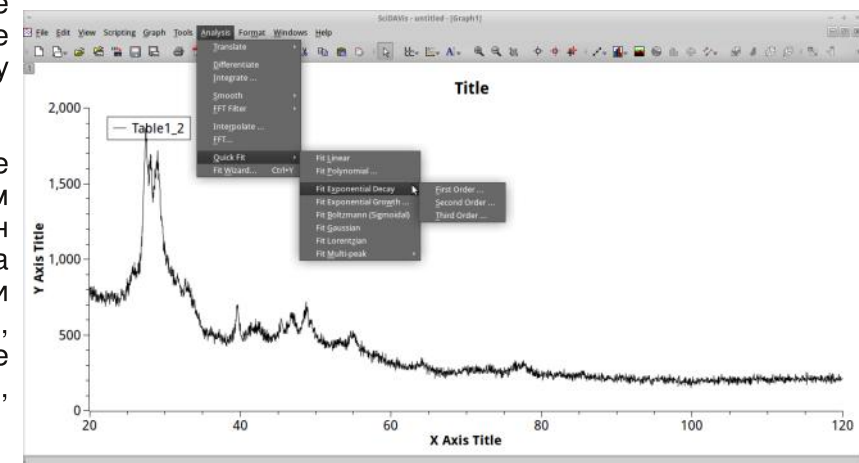 е
е
у
е
м
н
а
и
,
е
,
SciDAVis - untitled - [Graph1]
File Edit View Scripting Graph Tools Analysis Format Windows Help
1
Translate
Differentiate
Integrate ...
Smooth
FFT Filter
Interpolate ...
FFT...
Quick Fit
Fit Wizard... Ctrl+Y
Fit Linear
Fit Polynomial ...
Fit Exponential Decay
Fit Exponential Growth ...
Fit Boltzmann (Sigmoidal)
Fit Gaussian
Fit Lorentzian
Fit Multi-peak
First Order ...
Second Order ...
Third Order ...
Title
Table1_2
Y Axis Title
2,000
1,500
1,000
500
0
20 40 60 80 100 120
X Axis Title